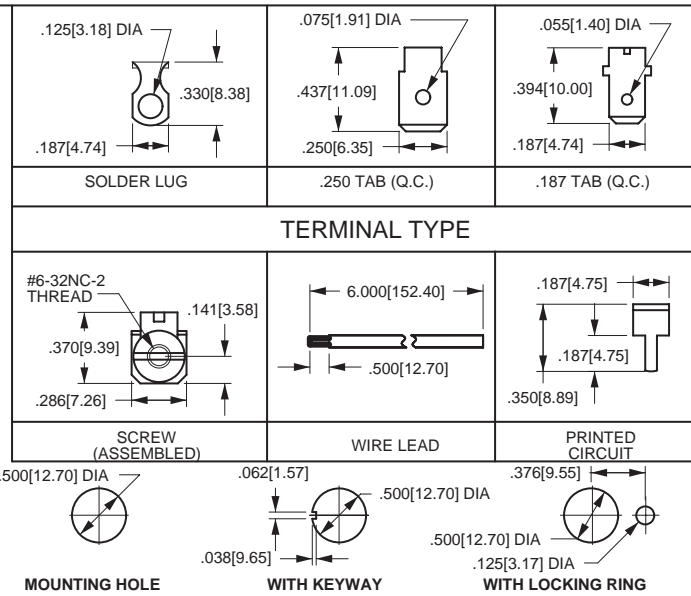 .125[3.18] DIA
.330[8.38]
.187[4.74]
SOLDER LUG
.075[1.91] DIA
.437[11.09]
.250[6.35]
.250 TAB (Q.C.)
.055[1.40] DIA
.394[10.00]
.187[4.74]
.187 TAB (Q.C.)
TERMINAL TYPE
#6-32NC-2
THREAD
.141[3.58]
.370[9.39]
.286[7.26]
SCREW
(ASSEMBLED)
6.000[152.40]
.500[12.70]
WIRE LEAD
.187[4.75]
.187[4.75]
.350[8.89]
PRINTED
CIRCUIT
.500[12.70] DIA
MOUNTING HOLE
.062[1.57]
.500[12.70] DIA
.038[9.65]
WITH KEYWAY
.376[9.55]
.500[12.70] DIA
.125[3.17] DIA
WITH LOCKING RING